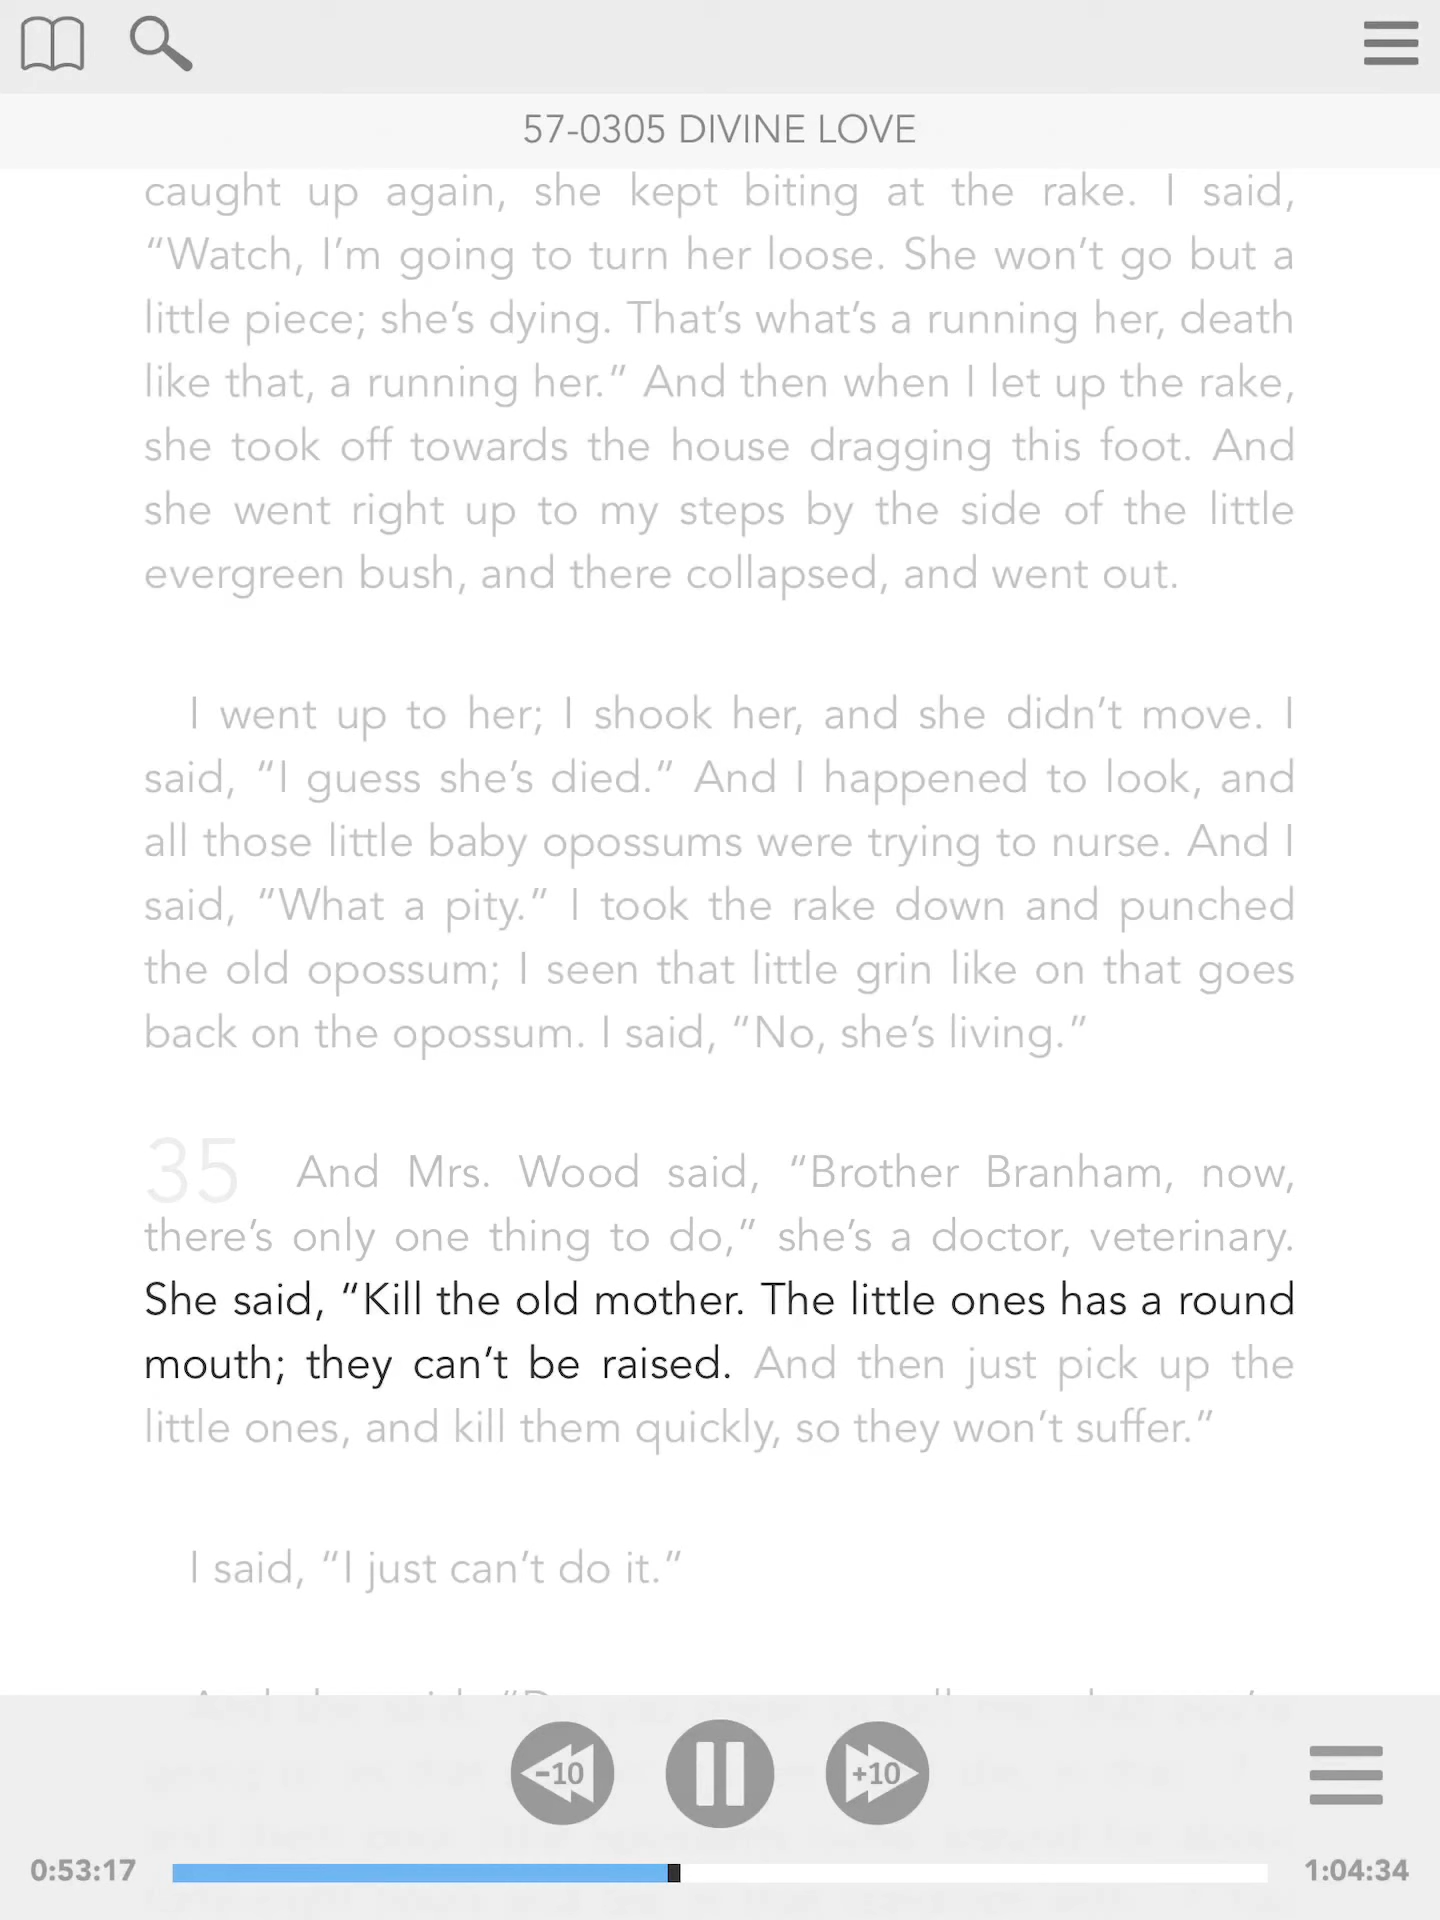 57-0305 DIVINE LOVE
caught up again, she kept biting at the rake. I said,
“Watch, I’m going to turn her loose. She won’t go but a
little piece; she’s dying. That’s what’s a running her, death
like that, a running her.” And then when I let up the rake,
she took off towards the house dragging this foot. And
she went right up to my steps by the side of the little
evergreen bush, and there collapsed, and went out.
I went up to her; I shook her, and she didn’t move. I
said, “I guess she’s died.” And I happened to look, and
all those little baby opossums were trying to nurse. And I
said, “What a pity.” I took the rake down and punched
the old opossum; I seen that little grin like on that goes
back on the opossum. I said, “No, she’s living.”
35 And Mrs. Wood said, “Brother Branham, now,
there’s only one thing to do,” she’s a doctor, veterinary.
She said, “Kill the old mother. The little ones has a round
mouth; they can’t be raised. And then just pick up the
little ones, and kill them quickly, so they won’t suffer.”
I said, “I just can’t do it.”
-10 +10
0:53:17 1:04:34